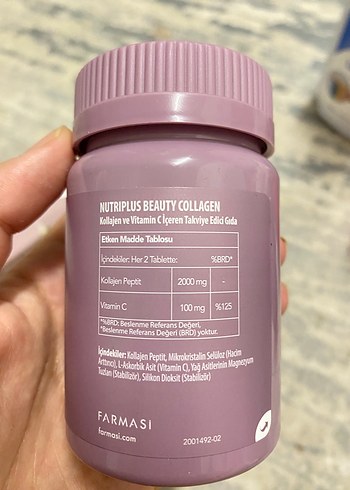 NUTRIPLUS BEAUTY COLLAGEN
Kollajen ve Vitamin C İçeren Takviye Edici Gıda
Etken Madde Tablosu
İçindekiler: Her 2 Tablette: %BRD*
Kollajen Peptit 2000 mg -
Vitamin C 100 mg %125
*%BRD: Beslenme Referans Değeri,
*Beslenme Referans Değeri (BRD) yoktur.
İçindekiler: Kollajen Peptit, Mikrokristalin Selüloz (Hacim
Arttırıcı), L-Askorbik Asit (Vitamin C), Yağ Asitlerinin Magnezyum
Tuzları (Stabilizör), Silikon Dioksit (Stabilizör)
FARMASI
farmasi.com
2001492-02